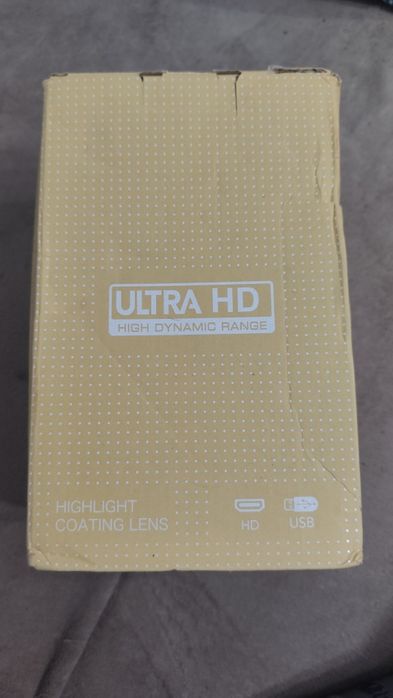 ULTRA HD
HIGH DYNAMIC RANGE
HIGHLIGHT
COATING LENS
HD
USB